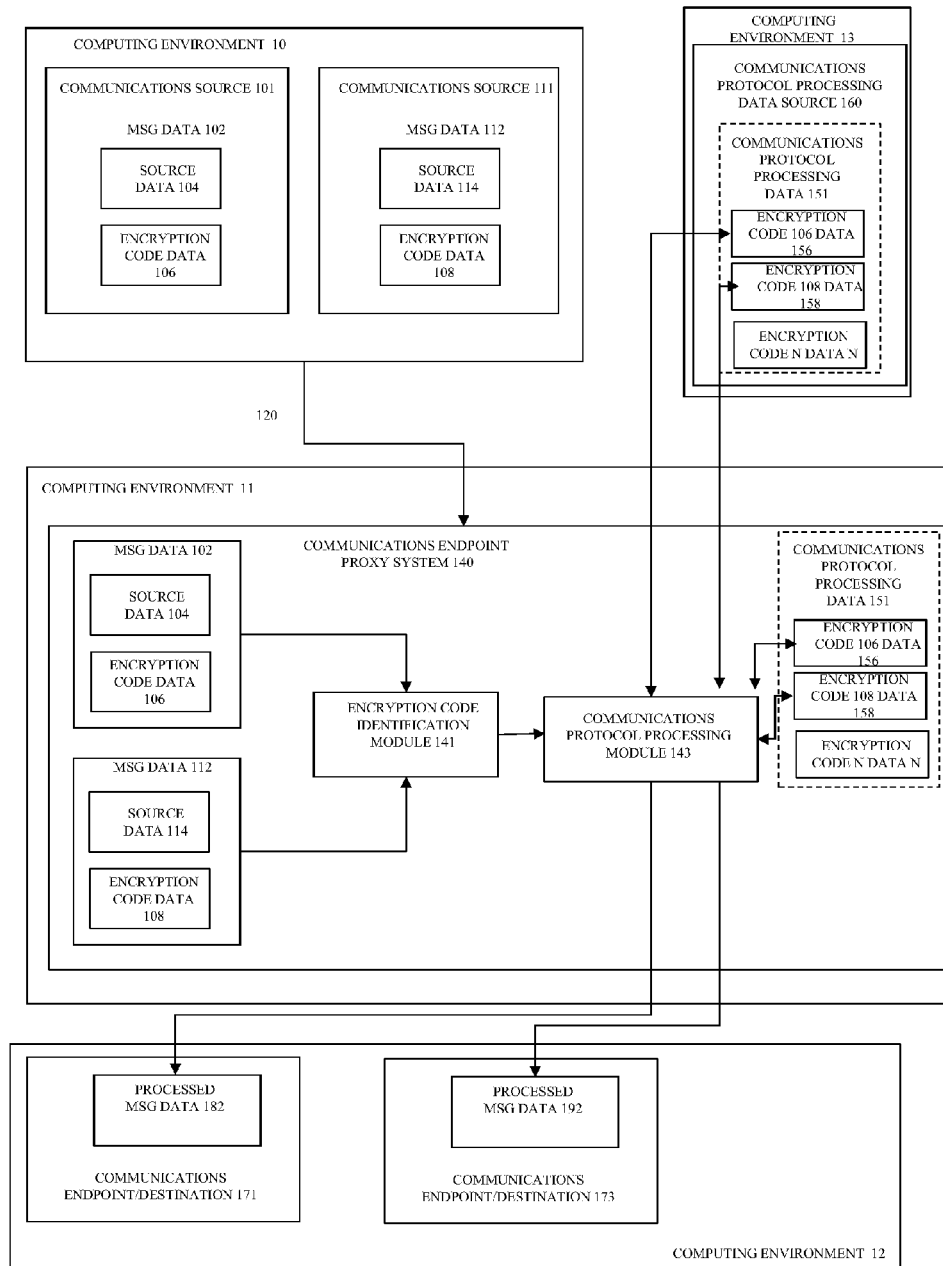 COMPUTING ENVIRONMENT 10
COMMUNICATIONS SOURCE 101
MSG DATA 102
SOURCE
DATA 104
ENCRYPTION
CODE DATA
106
COMMUNICATIONS SOURCE 111
MSG DATA 112
SOURCE
DATA 114
ENCRYPTION
CODE DATA
108
COMPUTING
ENVIRONMENT 13
COMMUNICATIONS
PROTOCOL PROCESSING
DATA SOURCE 160
COMMUNICATIONS
PROTOCOL
PROCESSING
DATA 151
ENCRYPTION
CODE 106 DATA
156
ENCRYPTION
CODE 108 DATA
158
ENCRYPTION
CODE N DATA N
120
COMPUTING ENVIRONMENT 11
COMMUNICATIONS ENDPOINT
PROXY SYSTEM 140
MSG DATA 102
SOURCE
DATA 104
ENCRYPTION
CODE DATA
106
MSG DATA 112
SOURCE
DATA 114
ENCRYPTION
CODE DATA
108
ENCRYPTION CODE
IDENTIFICATION
MODULE 141
COMMUNICATIONS
PROTOCOL PROCESSING
MODULE 143
COMMUNICATIONS
PROTOCOL
PROCESSING
DATA 151
ENCRYPTION
CODE 106 DATA
156
ENCRYPTION
CODE 108 DATA
158
ENCRYPTION
CODE N DATA N
PROCESSED
MSG DATA 182
COMMUNICATIONS
ENDPOINT/DESTINATION 171
PROCESSED
MSG DATA 192
COMMUNICATIONS
ENDPOINT/DESTINATION 173
COMPUTING ENVIRONMENT 12